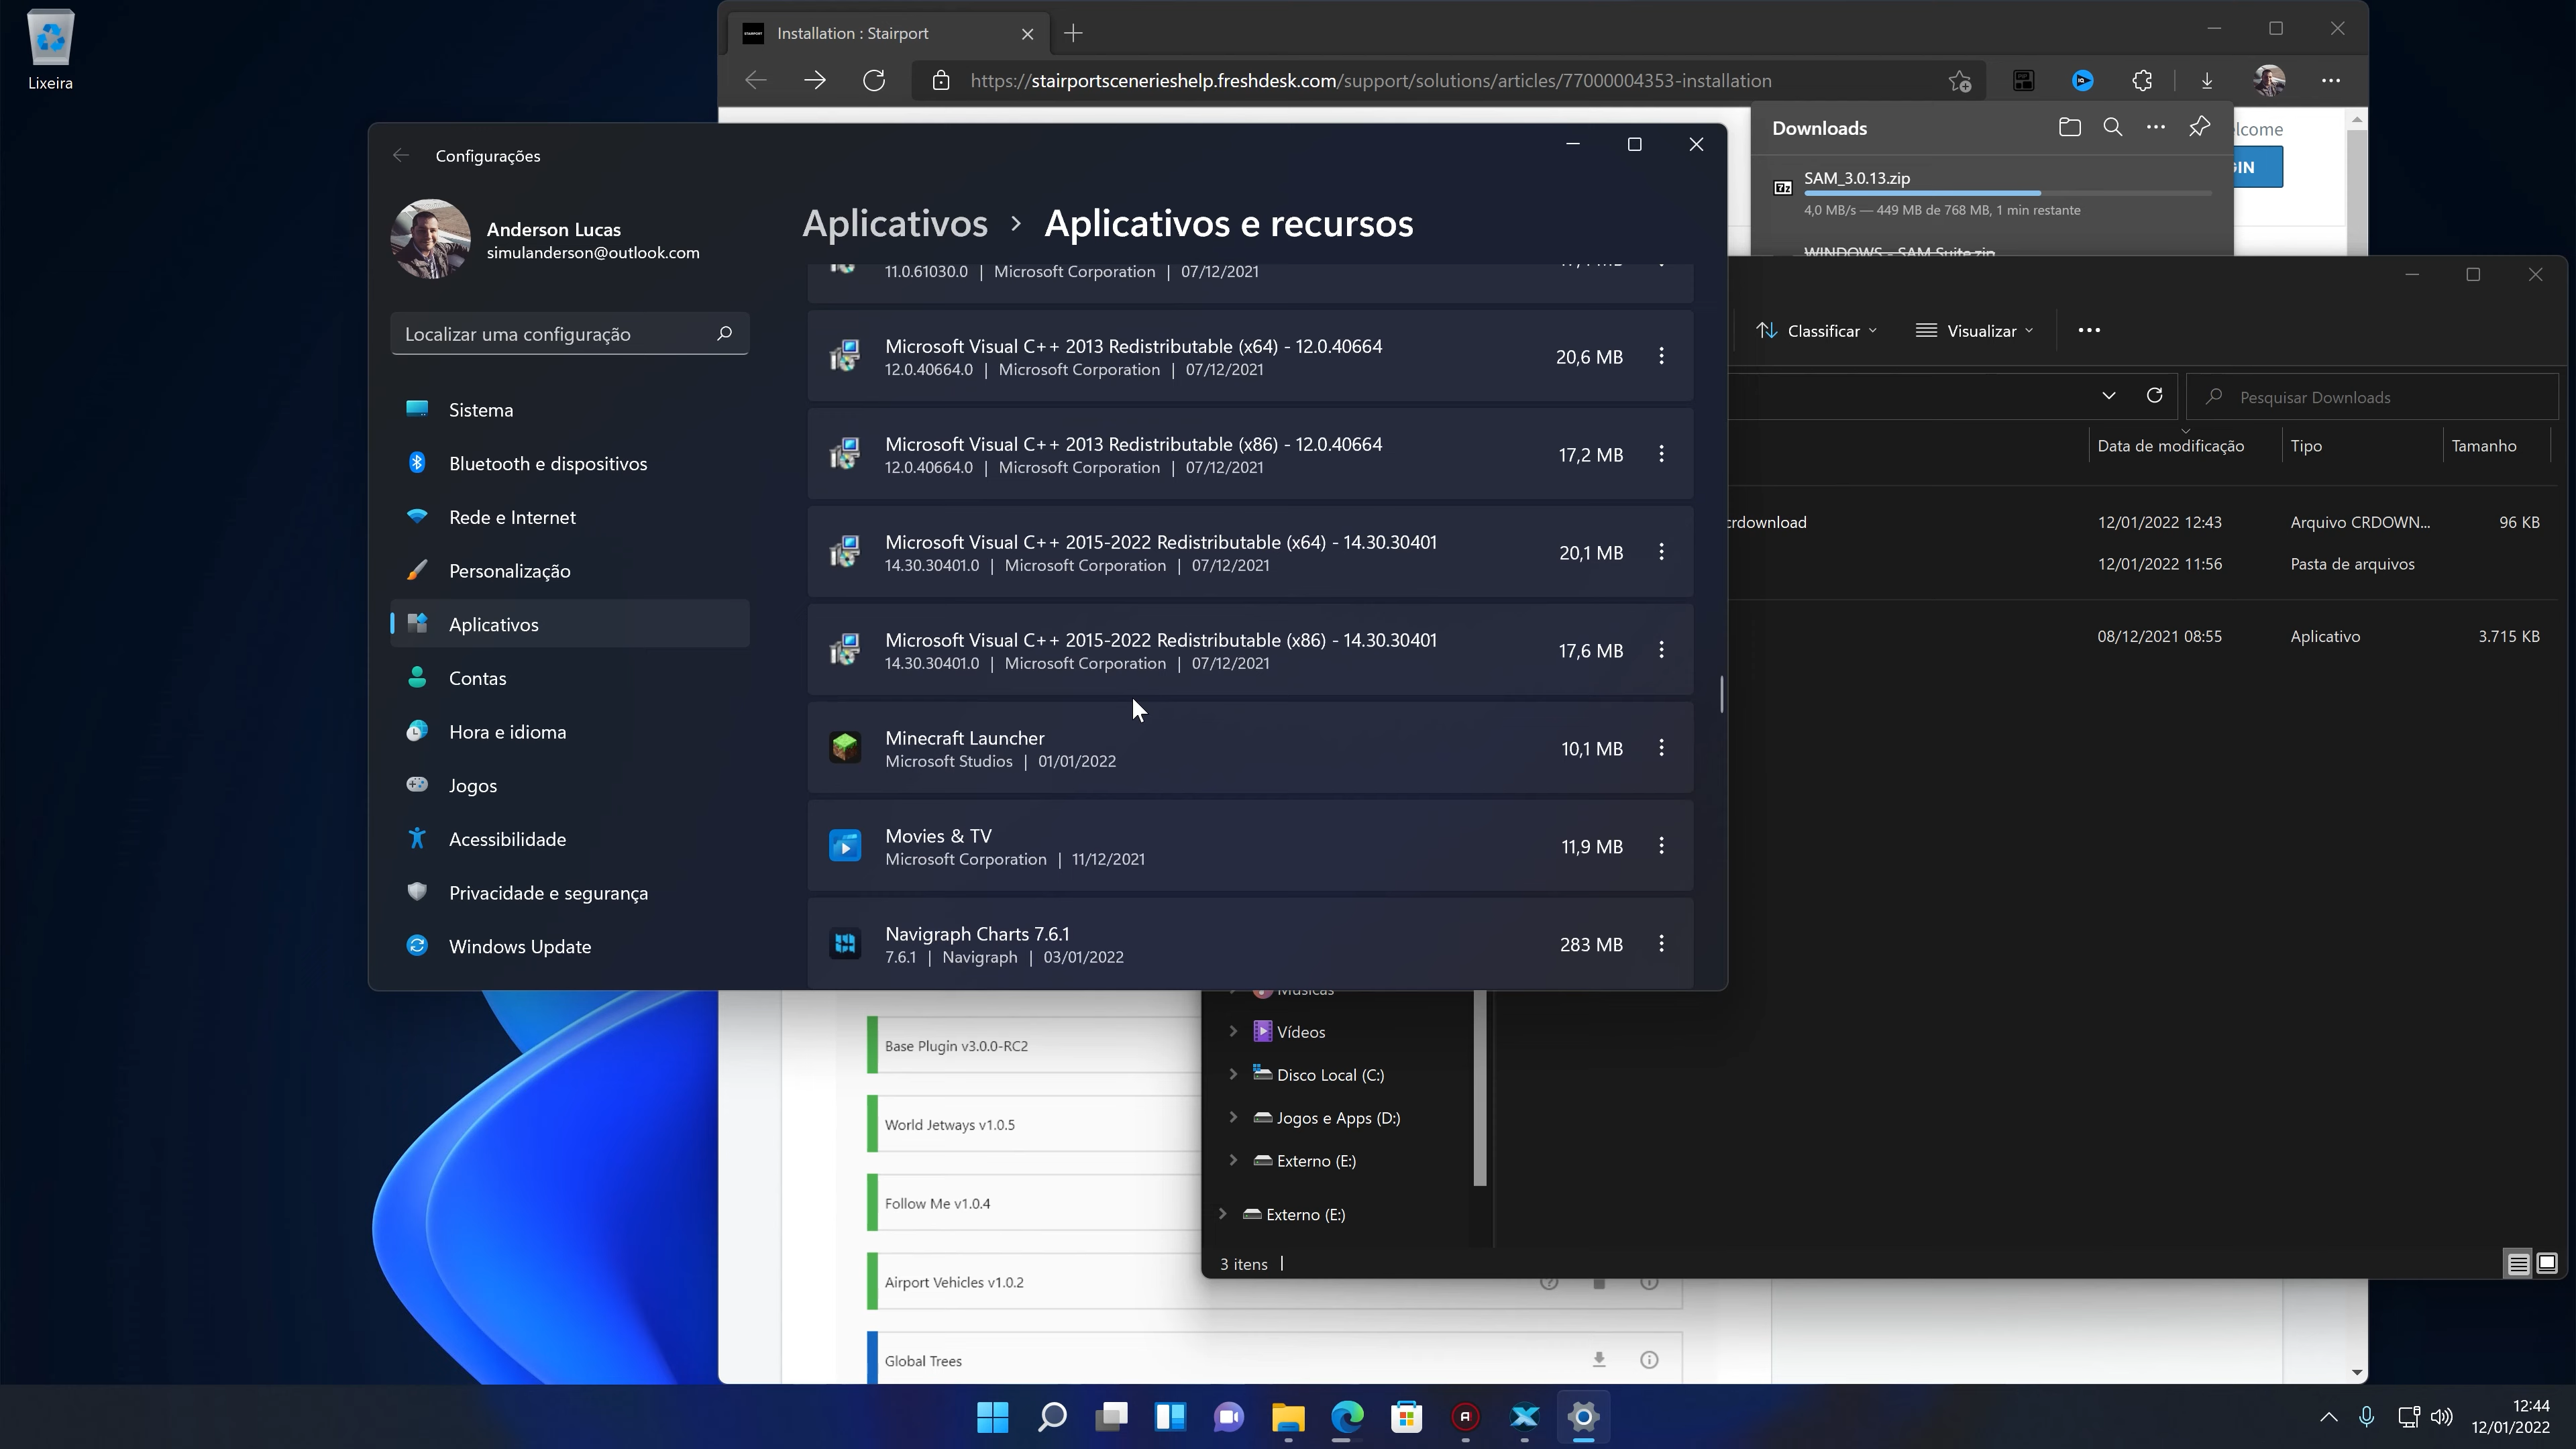 Lixeira
Installation : Stairport
https://stairportscenerieshelp.freshdesk.com/support/solutions/articles/77000004353-installation
Downloads
elcome
SAM_3.0.13.zip
4,0 MB/s — 449 MB de 768 MB, 1 min restante
WINDOWS - SAM Suite.zip
Configurações
Anderson Lucas
simulanderson@outlook.com
Localizar uma configuração
Sistema
Bluetooth e dispositivos
Rede e Internet
Personalização
Aplicativos
Contas
Hora e idioma
Jogos
Acessibilidade
Privacidade e segurança
Windows Update
Aplicativos > Aplicativos e recursos
11.0.61030.0 | Microsoft Corporation | 07/12/2021
Microsoft Visual C++ 2013 Redistributable (x64) - 12.0.40664
12.0.40664.0 | Microsoft Corporation | 07/12/2021
20,6 MB
Microsoft Visual C++ 2013 Redistributable (x86) - 12.0.40664
12.0.40664.0 | Microsoft Corporation | 07/12/2021
17,2 MB
Microsoft Visual C++ 2015-2022 Redistributable (x64) - 14.30.30401
14.30.30401.0 | Microsoft Corporation | 07/12/2021
20,1 MB
Microsoft Visual C++ 2015-2022 Redistributable (x86) - 14.30.30401
14.30.30401.0 | Microsoft Corporation | 07/12/2021
17,6 MB
Minecraft Launcher
Microsoft Studios | 01/01/2022
10,1 MB
Movies & TV
Microsoft Corporation | 11/12/2021
11,9 MB
Navigraph Charts 7.6.1
7.6.1 | Navigraph | 03/01/2022
283 MB
Classificar
Visualizar
Pesquisar Downloads
Data de modificação
Tipo
Tamanho
crdownload
12/01/2022 12:43
Arquivo CRDOWN...
96 KB
12/01/2022 11:56
Pasta de arquivos
08/12/2021 08:55
Aplicativo
3.715 KB
Músicas
Vídeos
Disco Local (C:)
Jogos e Apps (D:)
Externo (E:)
Externo (E:)
3 itens
Base Plugin v3.0.0-RC2
World Jetways v1.0.5
Follow Me v1.0.4
Airport Vehicles v1.0.2
Global Trees
12:44
12/01/2022